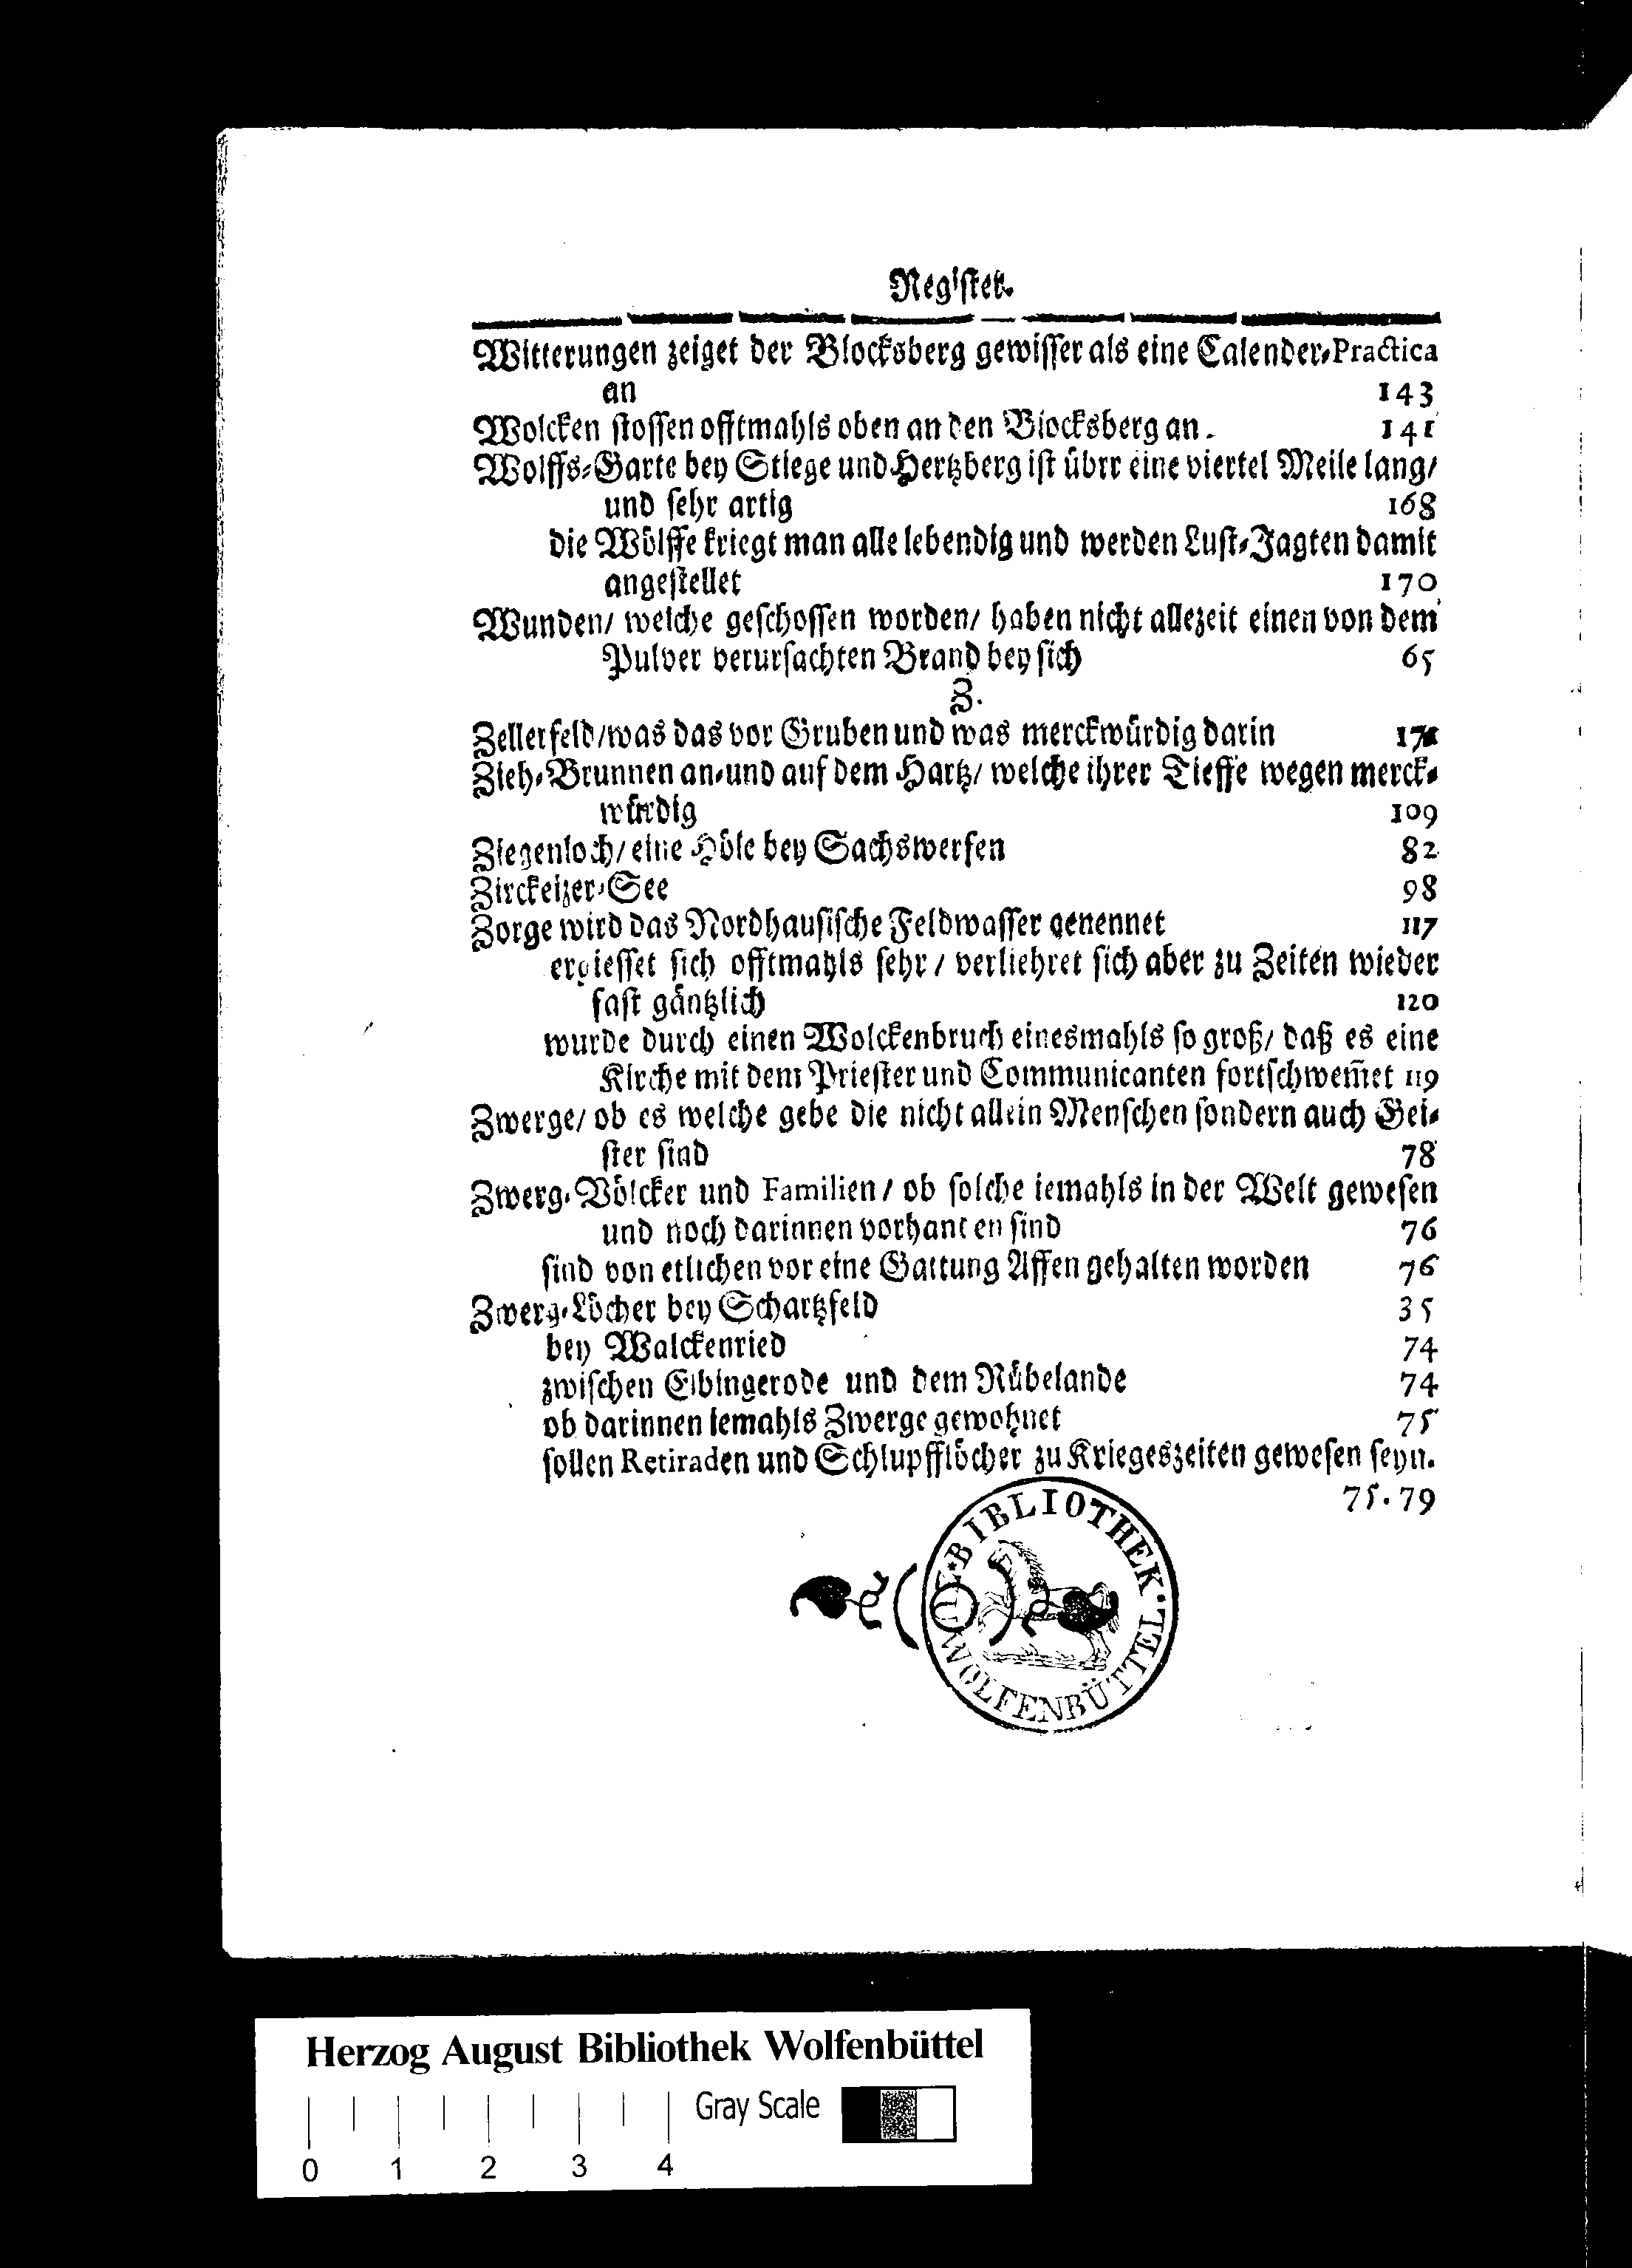 Register.
Witterungen zeiget der Blocksberg gewisser als eine Calender-Practica
an 143
Wolcken stossen offtmahls oben an den Blocksberg an. 141
Wolffs-Garte bey Stiege und Hertzberg ist übrr eine viertel Meile lang/
und sehr artig 168
die Wölffe kriegt man alle lebendig und werden Lust-Jagten damit
angestellet 170
Wunden/ welche geschossen worden/ haben nicht allezeit einen von dem
Pulver verursachten Brand bey sich 65
Z.
Zellerfeld/was das vor Gruben und was merckwürdig darin
Zieh-Brunnen an-und auf dem Hartz/ welche ihrer Tieffe wegen merck-
würdig 109
Ziegenloch/ eine Höle bey Sachswerfen 82
Zirckeizer-See 98
Zorge wird das Nordhausische Feldwasser genennet 117
ergiesset sich offtmahls sehr/ verliehret sich aber zu Zeiten wieder
fast gäntzlich 120
wurde durch einen Wolckenbruch einesmahls so groß/ daß es eine
Kirche mit dem Priester und Communicanten fortschwem̄et 119
Zwerge/ ob es welche gebe die nicht allein Menschen sondern auch Gei-
ster sind 78
Zwerg-Völcker und Familien/ ob solche iemahls in der Welt gewesen
und noch darinnen vorhanden sind 76
sind von etlichen vor eine Gattung Affen gehalten worden 76
Zwerg-Löcher bey Schartzfeld 35
bey Walckenried 74
zwischen Elbingerode und dem Rübelande 74
ob darinnen iemahls Zwerge gewohnet 75
sollen Retiraden und Schlupfflöcher zu Kriegeszeiten gewesen seyn.
75. 79
BIBLIOTHEK
WOLFENBÜTTEL
Herzog August Bibliothek Wolfenbüttel
Gray Scale
0 1 2 3 4